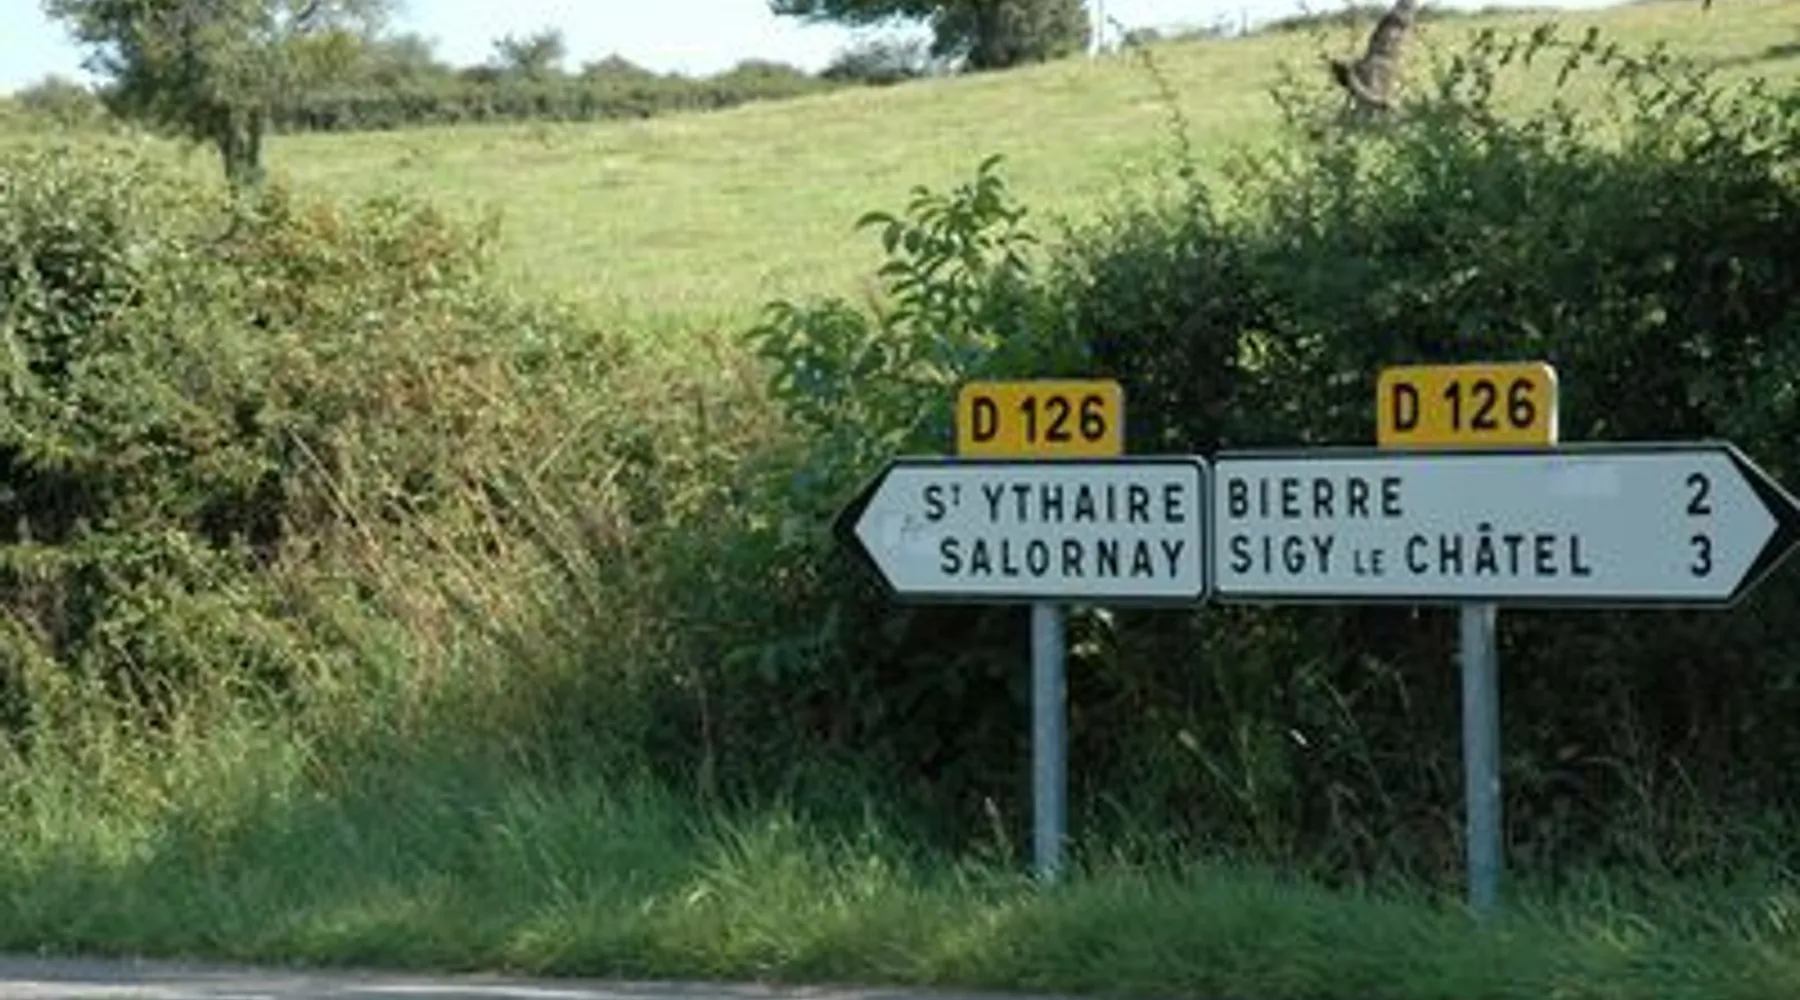 D 126
ST YTHAIRE
SALORNAY
D 126
BIERRE 2
SIGY LE CHÂTEL 3